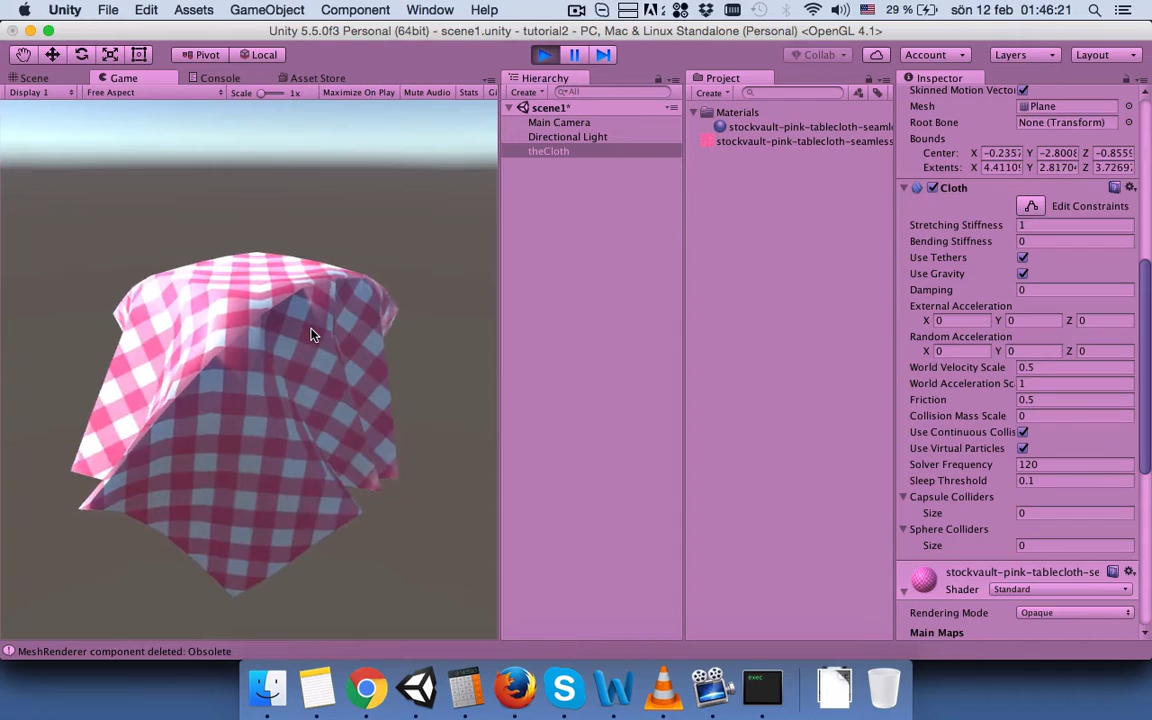 Unity File Edit Assets GameObject Component Window Help 29 % sön 12 feb 01:46:21
Unity 5.5.0f3 Personal (64bit) - scene1.unity - tutorial2 - PC, Mac & Linux Standalone (Personal) <OpenGL 4.1>
Pivot Local Collab Account Layers Layout
Scene Game Console Asset Store Hierarchy Project Inspector
Display 1 Free Aspect Scale 1x Maximize On Play Mute Audio Stats Gi Create All Create Skinned Motion Vector
scene1* Materials Mesh Plane
Main Camera stockvault-pink-tablecloth-seaml Root Bone None (Transform)
Directional Light stockvault-pink-tablecloth-seamless Bounds
theCloth Center: X -0.2357 Y -2.8008 Z -0.8559
Extents: X 4.41109 Y 2.81704 Z 3.72697
Cloth
Edit Constraints
Stretching Stiffness 1
Bending Stiffness 0
Use Tethers
Use Gravity
Damping 0
External Acceleration
X 0 Y 0 Z 0
Random Acceleration
X 0 Y 0 Z 0
World Velocity Scale 0.5
World Acceleration Sc 1
Friction 0.5
Collision Mass Scale 0
Use Continuous Collis
Use Virtual Particles
Solver Frequency 120
Sleep Threshold 0.1
Capsule Colliders
Size 0
Sphere Colliders
Size 0
stockvault-pink-tablecloth-se
Shader Standard
Rendering Mode Opaque
Main Maps
MeshRenderer component deleted: Obsolete
exec